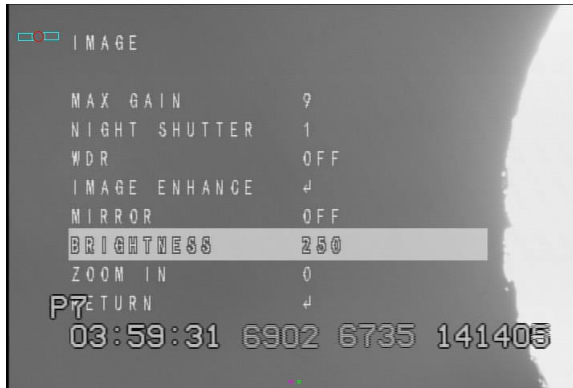 IMAGE
MAX GAIN 9
NIGHT SHUTTER 1
WDR OFF
IMAGE ENHANCE ↲
MIRROR OFF
BRIGHTNESS 250
ZOOM IN 0
RETURN ↲
P7
03:59:31 6902 6735 141405